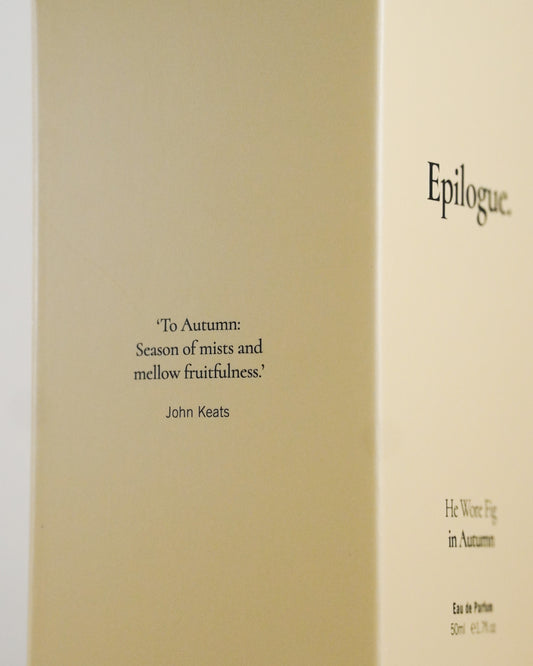 ‘To Autumn:
Season of mists and
mellow fruitfulness.’
John Keats
Epilogue.
He Wore Fig
in Autumn
Eau de Parfum
50ml e1.7fl oz